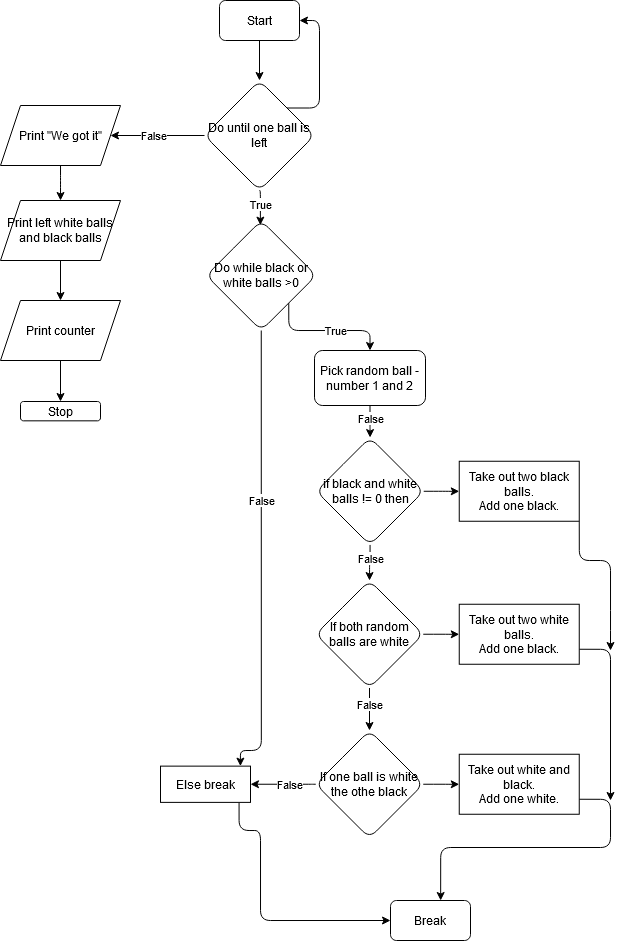 Start
Do until one ball is
left
False
Print "We got it"
True
Print left white balls
and black balls
Do while black or
white balls >0
Print counter
True
Pick random ball -
number 1 and 2
Stop
False
if black and white
balls != 0 then
Take out two black
balls.
Add one black.
False
False
If both random
balls are white
Take out two white
balls.
Add one black.
False
If one ball is white
the othe black
Take out white and
black.
Add one white.
False
Else break
Break